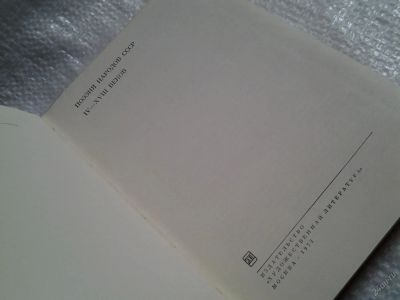 ПОЭЗИЯ НАРОДОВ СССР
IV—XVIII ВЕКОВ
ИЗДАТЕЛЬСТВО
«ХУДОЖЕСТВЕННАЯ ЛИТЕРАТУРА»
МОСКВА — 1972